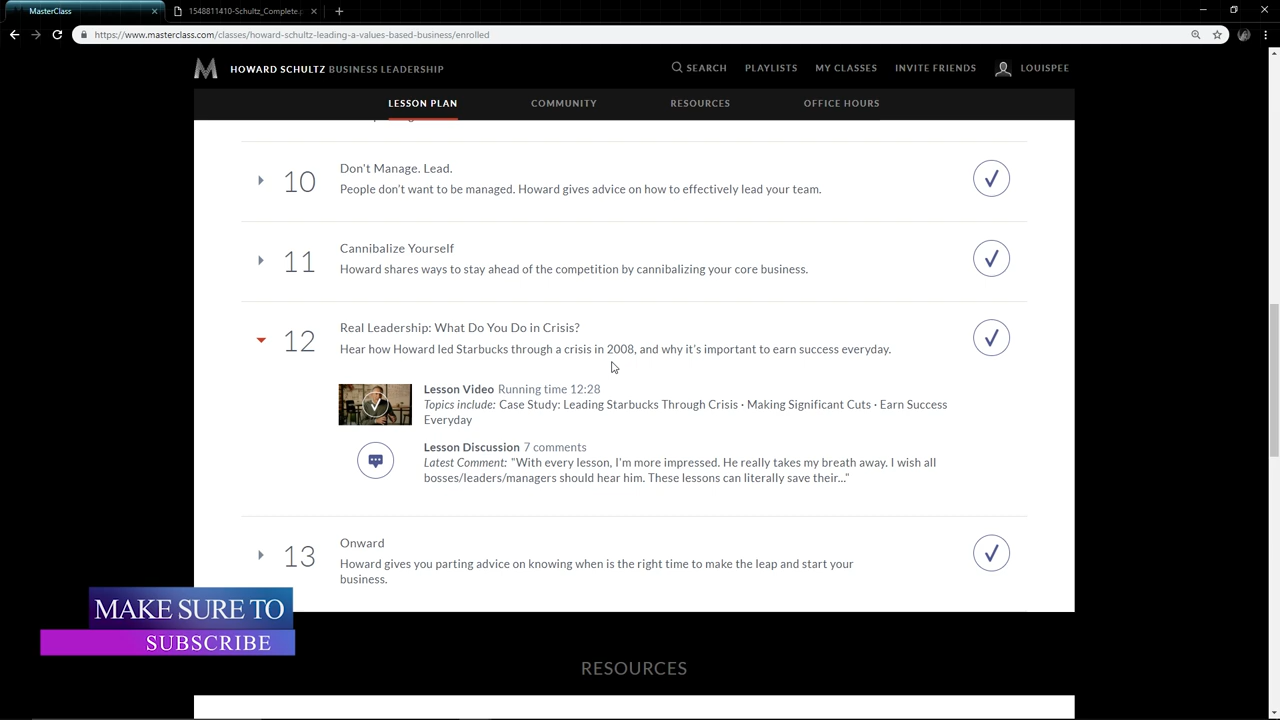 MasterClass
1548811410-Schultz_Complete.p
https://www.masterclass.com/classes/howard-schultz-leading-a-values-based-business/enrolled
HOWARD SCHULTZ BUSINESS LEADERSHIP
SEARCH PLAYLISTS MY CLASSES INVITE FRIENDS LOUISPEE
LESSON PLAN COMMUNITY RESOURCES OFFICE HOURS
10 Don't Manage. Lead.
People don't want to be managed. Howard gives advice on how to effectively lead your team.
11 Cannibalize Yourself
Howard shares ways to stay ahead of the competition by cannibalizing your core business.
12 Real Leadership: What Do You Do in Crisis?
Hear how Howard led Starbucks through a crisis in 2008, and why it's important to earn success everyday.
Lesson Video Running time 12:28
Topics include: Case Study: Leading Starbucks Through Crisis · Making Significant Cuts · Earn Success
Everyday
Lesson Discussion 7 comments
Latest Comment: "With every lesson, I'm more impressed. He really takes my breath away. I wish all
bosses/leaders/managers should hear him. These lessons can literally save their..."
13 Onward
Howard gives you parting advice on knowing when is the right time to make the leap and start your
business.
MAKE SURE TO
SUBSCRIBE
RESOURCES